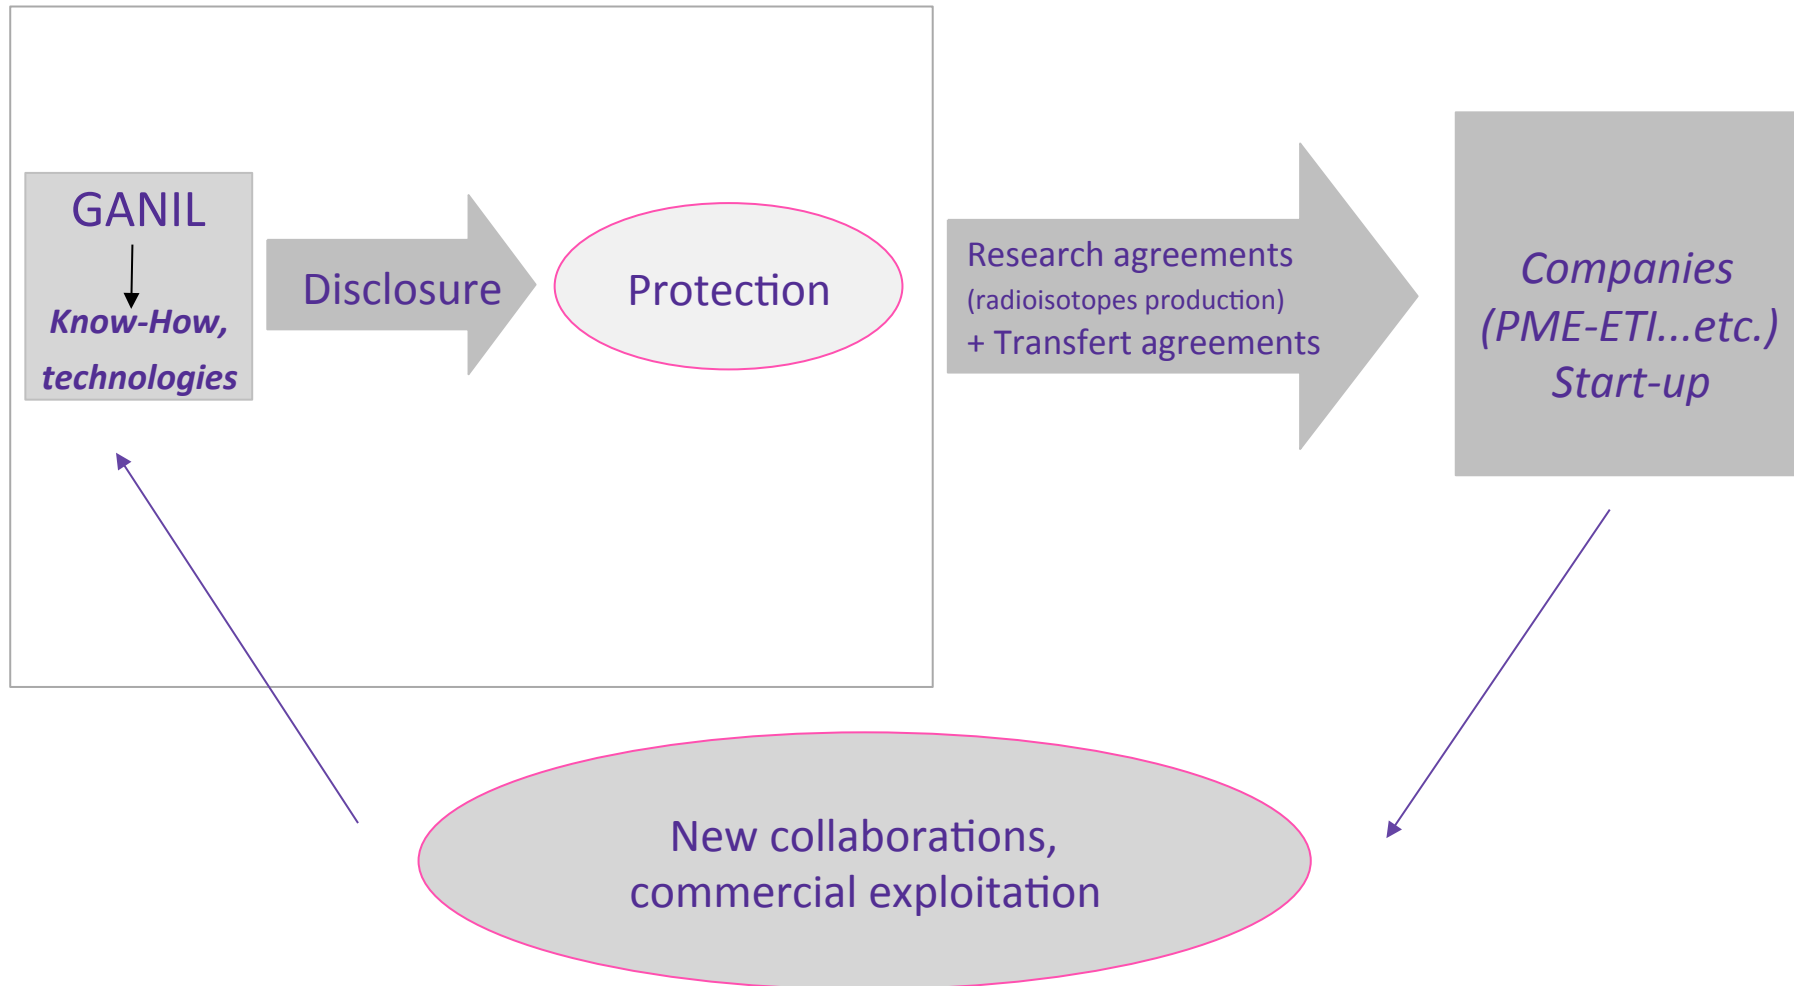 GANIL
Know-How,
technologies
Disclosure
Protection
Research agreements
(radioisotopes production)
+ Transfert agreements
Companies
(PME-ETI...etc.)
Start-up
New collaborations,
commercial exploitation